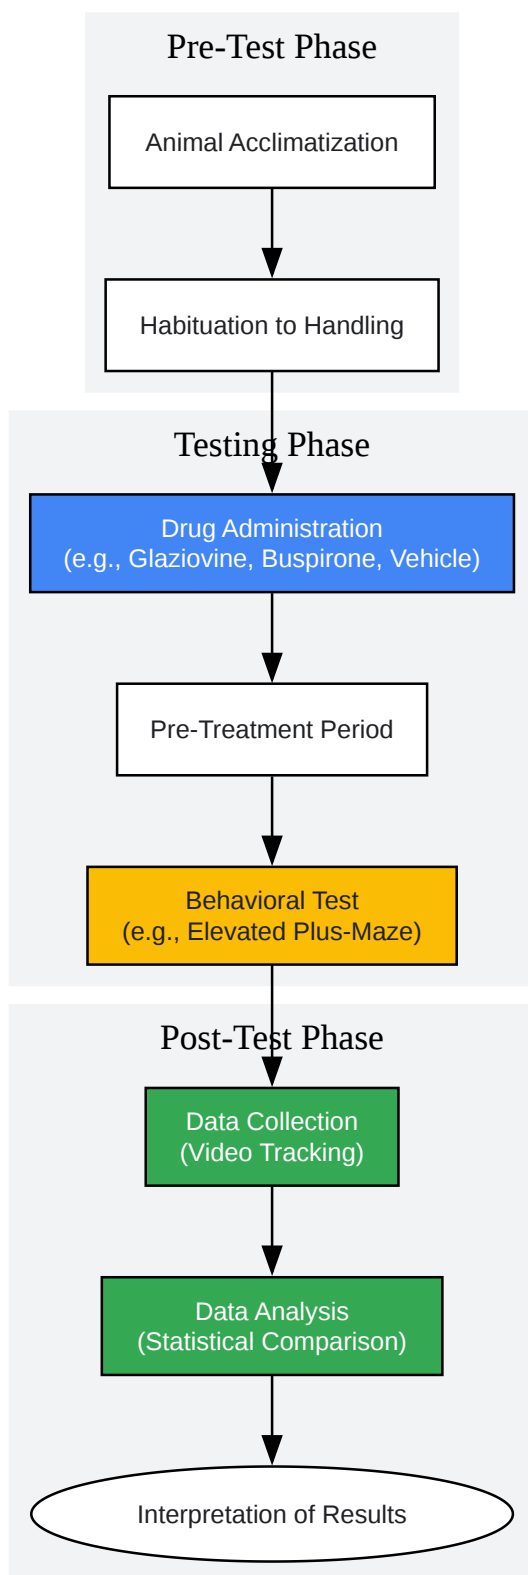 Pre-Test Phase
Animal Acclimatization
Habituation to Handling
Testing Phase
Drug Administration
(e.g., Glaziovine, Buspirone, Vehicle)
Pre-Treatment Period
Behavioral Test
(e.g., Elevated Plus-Maze)
Post-Test Phase
Data Collection
(Video Tracking)
Data Analysis
(Statistical Comparison)
Interpretation of Results